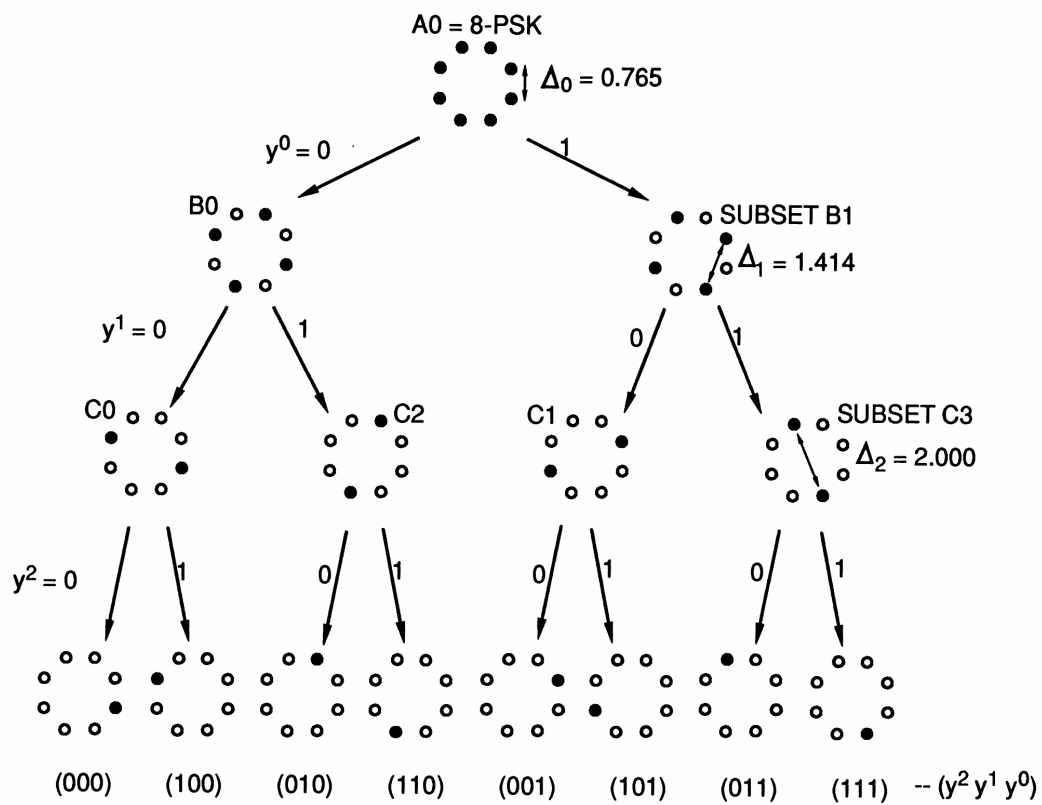 A0 = 8-PSK
Δ0 = 0.765
y0 = 0
1
B0
SUBSET B1
Δ1 = 1.414
y1 = 0
1
0
1
C0
C2
C1
SUBSET C3
Δ2 = 2.000
y2 = 0
1
0
1
0
1
0
1
(000) (100) (010) (110) (001) (101) (011) (111) -- (y2 y1 y0)